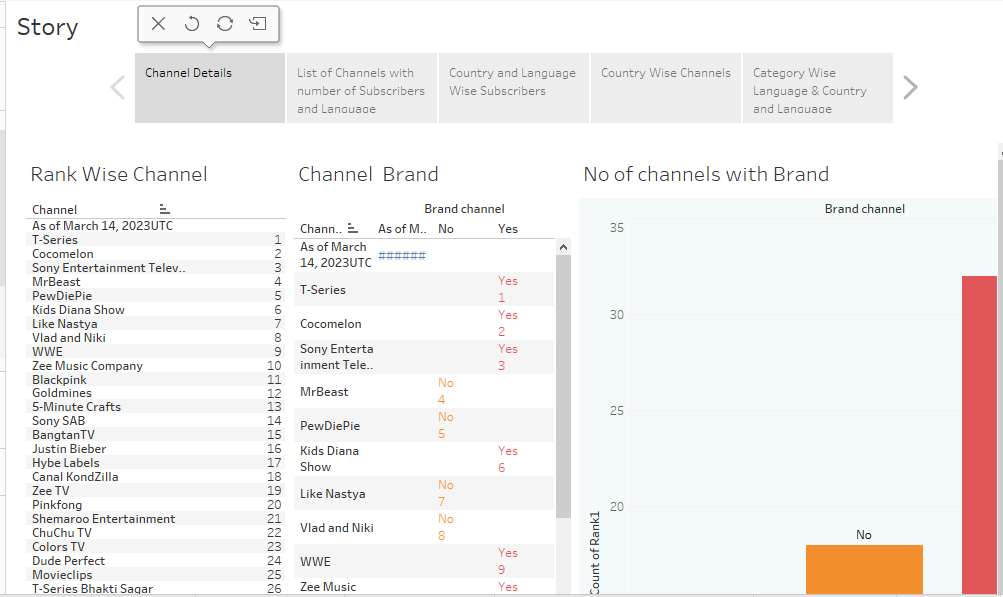 Story
Channel Details
List of Channels with
number of Subscribers
and Language
Country and Language
Wise Subscribers
Country Wise Channels
Category Wise
Language & Country
and Language
Rank Wise Channel
Channel
As of March 14, 2023UTC
T-Series 1
Cocomelon 2
Sony Entertainment Telev.. 3
MrBeast 4
PewDiePie 5
Kids Diana Show 6
Like Nastya 7
Vlad and Niki 8
WWE 9
Zee Music Company 10
Blackpink 11
Goldmines 12
5-Minute Crafts 13
Sony SAB 14
BangtanTV 15
Justin Bieber 16
Hybe Labels 17
Canal KondZilla 18
Zee TV 19
Pinkfong 20
Shemaroo Entertainment 21
ChuChu TV 22
Colors TV 23
Dude Perfect 24
Movieclips 25
T-Series Bhakti Sagar 26
Channel Brand
Brand channel
Chann.. As of M.. No Yes
As of March
14, 2023UTC ######
T-Series Yes
1
Cocomelon Yes
2
Sony Enterta Yes
inment Tele.. 3
MrBeast No
4
PewDiePie No
5
Kids Diana Yes
Show 6
Like Nastya No
7
Vlad and Niki No
8
WWE Yes
9
Zee Music Yes
No of channels with Brand
Brand channel
35
30
25
20
Count of Rank1
No